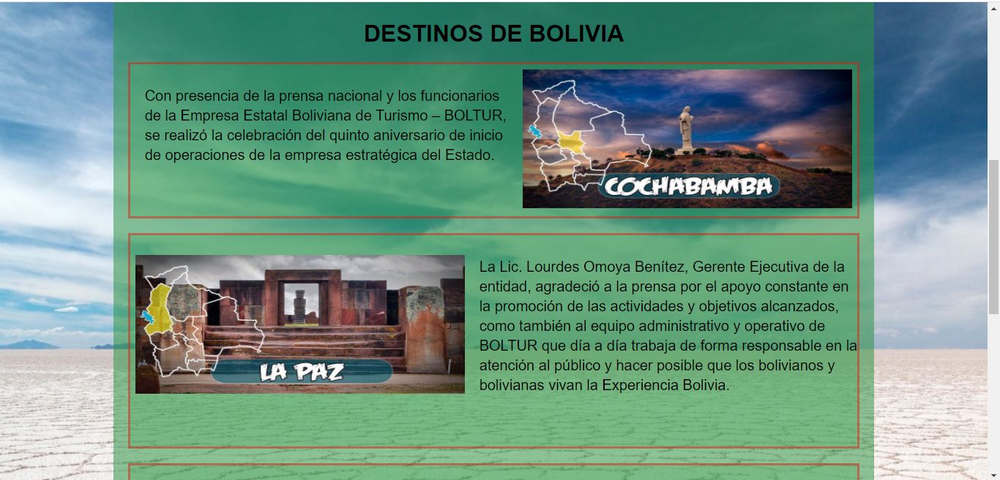 DESTINOS DE BOLIVIA
Con presencia de la prensa nacional y los funcionarios
de la Empresa Estatal Boliviana de Turismo – BOLTUR,
se realizó la celebración del quinto aniversario de inicio
de operaciones de la empresa estratégica del Estado.
COCHABAMBA
LA PAZ
La Lic. Lourdes Omoya Benítez, Gerente Ejecutiva de la
entidad, agradeció a la prensa por el apoyo constante en
la promoción de las actividades y objetivos alcanzados,
como también al equipo administrativo y operativo de
BOLTUR que día a día trabaja de forma responsable en la
atención al público y hacer posible que los bolivianos y
bolivianas vivan la Experiencia Bolivia.